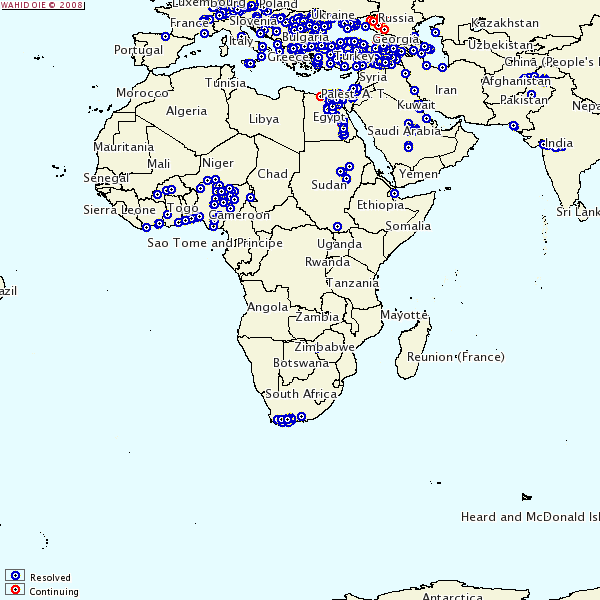 WAHID OIE © 2008
Luxembourg
Poland
France
Ukraine
Russia
Slovenia
Kazakhstan
Bulgaria
Italy
Georgia
Uzbekistan
Portugal
Greece
Turkey
China (People's
Tunisia
Syria
Afghanistan
Morocco
Palest. A. T.
Iran
Algeria
Kuwait
Pakistan
Nepa
Libya
Egypt
Mauritania
Saudi Arabia
India
Mali
Niger
Senegal
Chad
Yemen
Sudan
Sierra Leone
Togo
Cameroon
Ethiopia
Sri Lank
Somalia
Sao Tome and Principe
Uganda
Rwanda
Tanzania
azil
Angola
Zambia
Mayotte
Zimbabwe
Reunion (France)
Botswana
South Africa
Heard and McDonald Isl
Resolved
Continuing
Antarctica